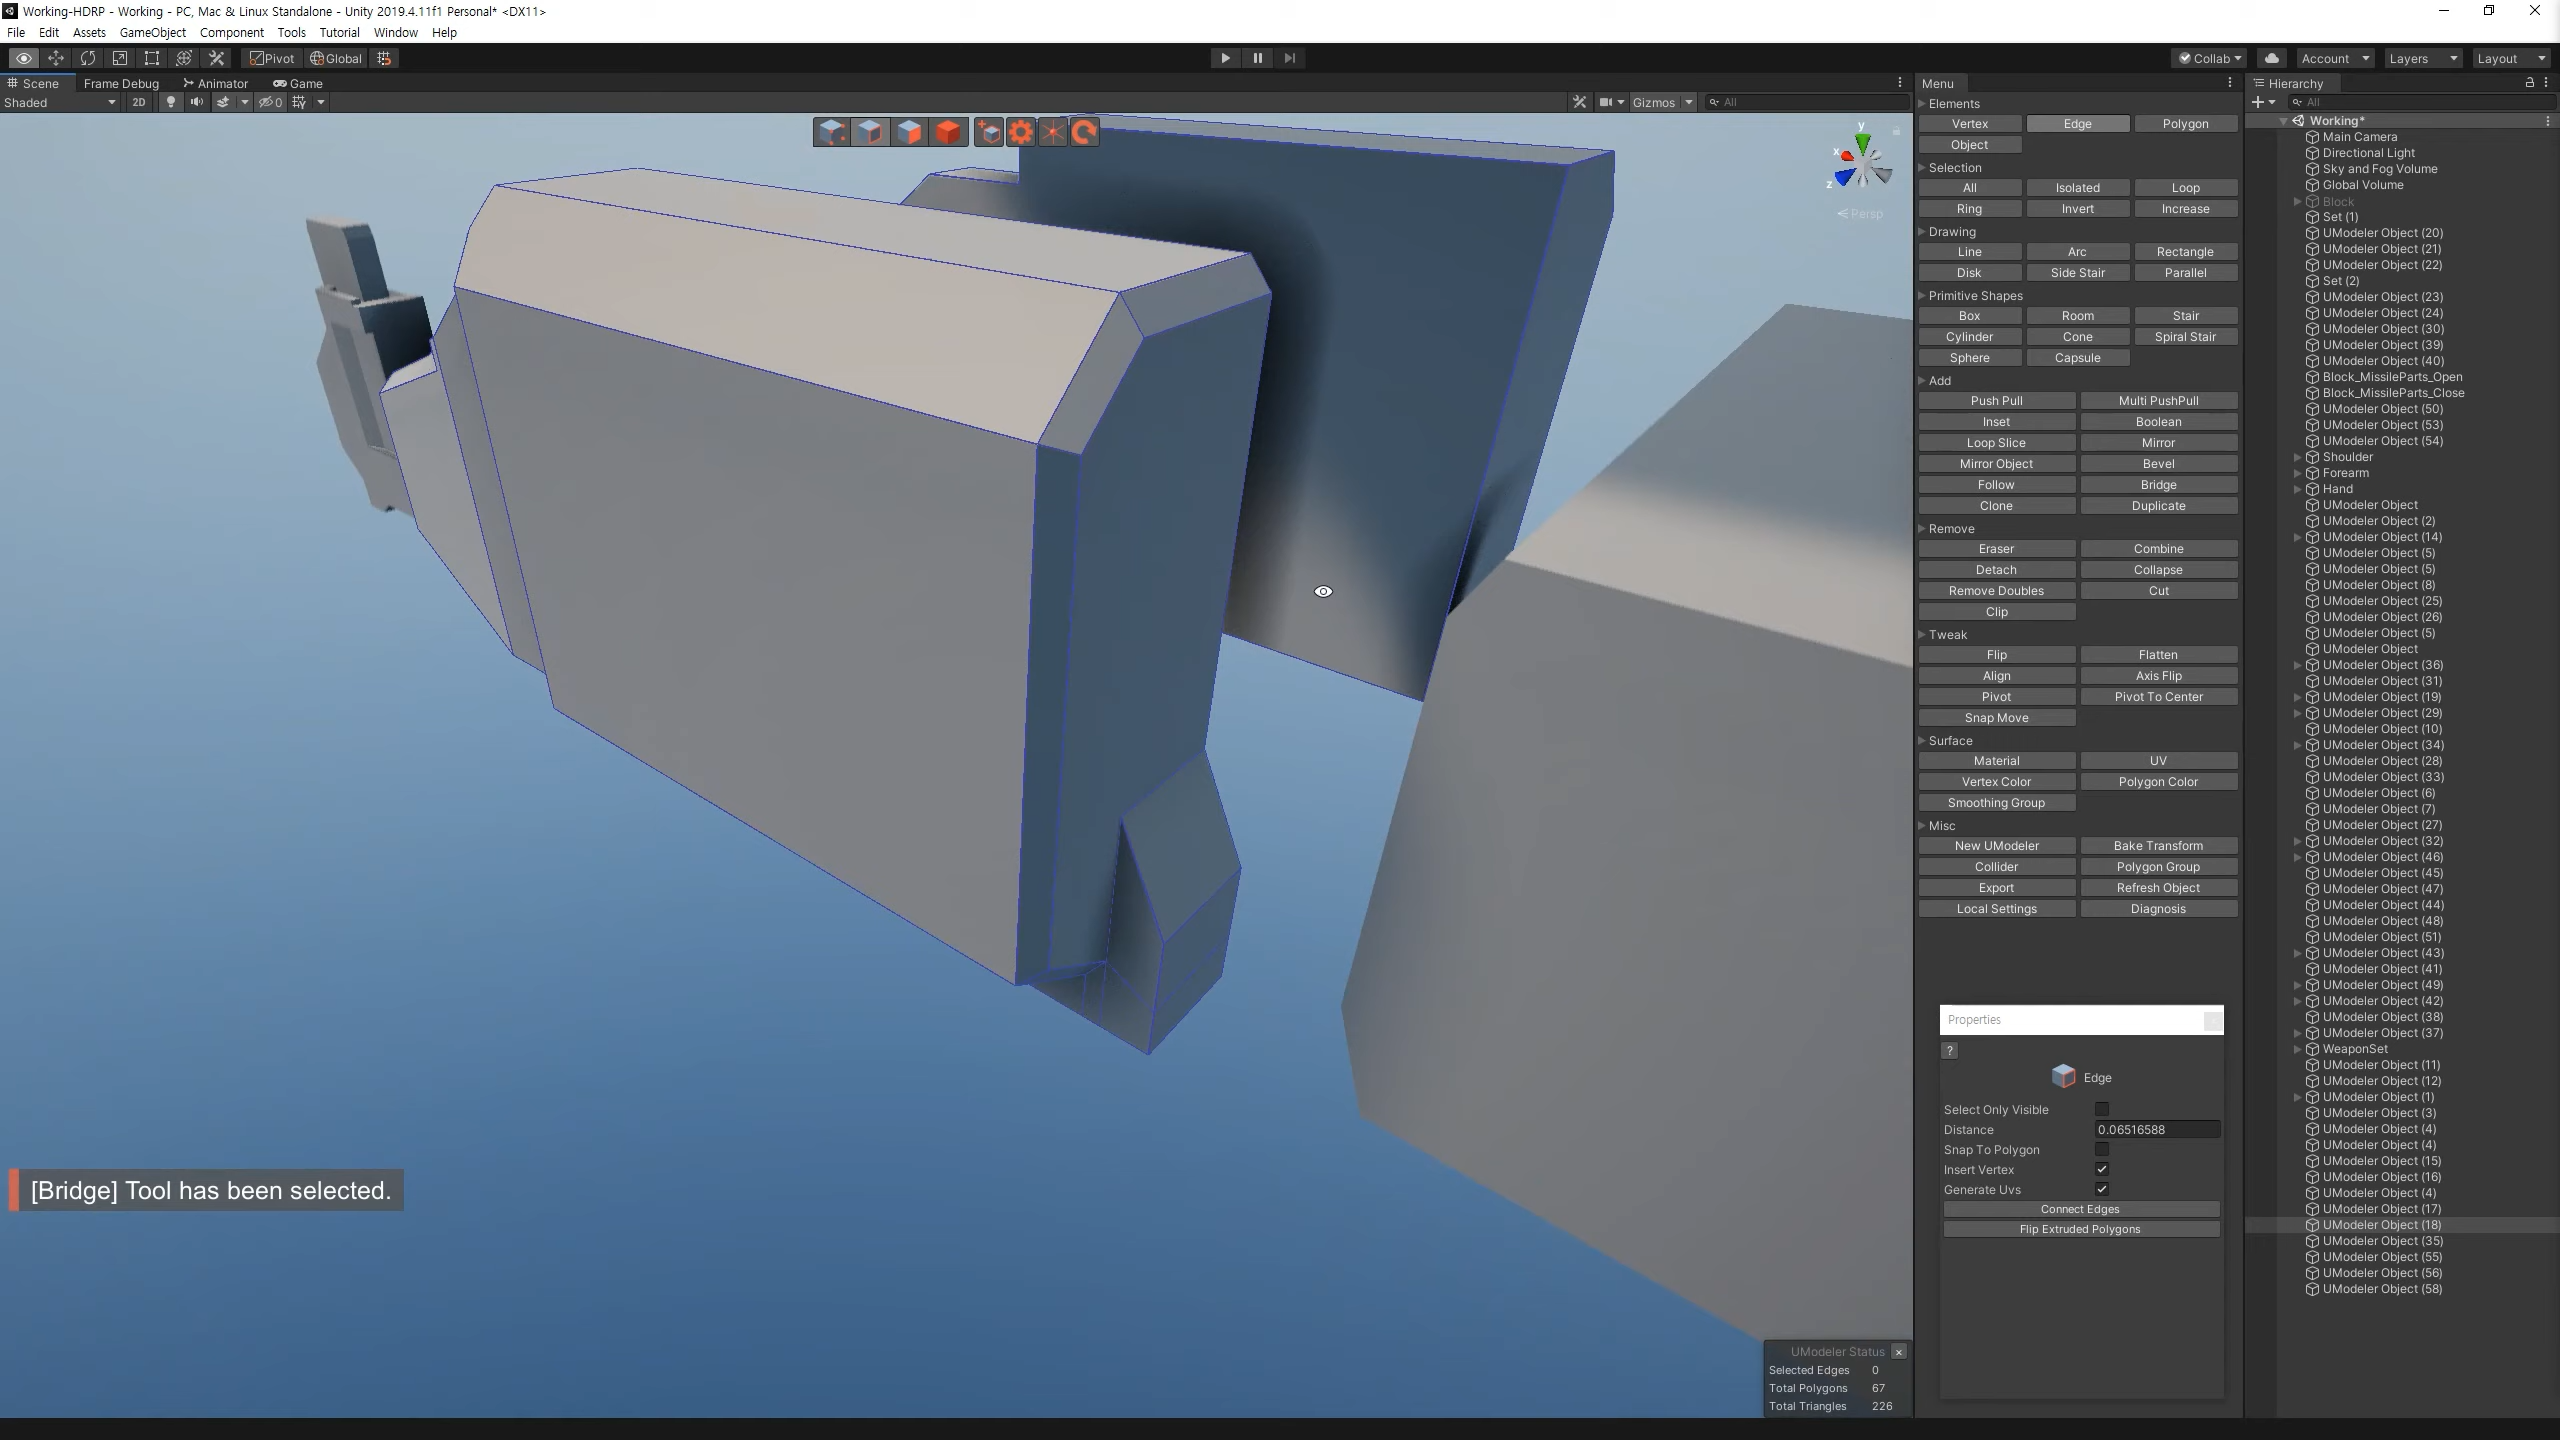 Working-HDRP - Working - PC, Mac & Linux Standalone - Unity 2019.4.11f1 Personal* <DX11>
File Edit Assets GameObject Component Tools Tutorial Window Help
Pivot Global Collab Account Layers Layout
Scene Frame Debug Animator Game
Shaded 2D 0 Gizmos All
y
x
z
Persp
[Bridge] Tool has been selected.
UModeler Status
Selected Edges 0
Total Polygons 67
Total Triangles 226
Menu
Elements
Vertex Edge Polygon
Object
Selection
All Isolated Loop
Ring Invert Increase
Drawing
Line Arc Rectangle
Disk Side Stair Parallel
Primitive Shapes
Box Room Stair
Cylinder Cone Spiral Stair
Sphere Capsule
Add
Push Pull Multi PushPull
Inset Boolean
Loop Slice Mirror
Mirror Object Bevel
Follow Bridge
Clone Duplicate
Remove
Eraser Combine
Detach Collapse
Remove Doubles Cut
Clip
Tweak
Flip Flatten
Align Axis Flip
Pivot Pivot To Center
Snap Move
Surface
Material UV
Vertex Color Polygon Color
Smoothing Group
Misc
New UModeler Bake Transform
Collider Polygon Group
Export Refresh Object
Local Settings Diagnosis
Properties
?
Edge
Select Only Visible
Distance 0.06516588
Snap To Polygon
Insert Vertex
Generate Uvs
Connect Edges
Flip Extruded Polygons
Hierarchy
All
Working*
Main Camera
Directional Light
Sky and Fog Volume
Global Volume
Block
Set (1)
UModeler Object (20)
UModeler Object (21)
UModeler Object (22)
Set (2)
UModeler Object (23)
UModeler Object (24)
UModeler Object (30)
UModeler Object (39)
UModeler Object (40)
Block_MissileParts_Open
Block_MissileParts_Close
UModeler Object (50)
UModeler Object (53)
UModeler Object (54)
Shoulder
Forearm
Hand
UModeler Object
UModeler Object (2)
UModeler Object (14)
UModeler Object (5)
UModeler Object (5)
UModeler Object (8)
UModeler Object (25)
UModeler Object (26)
UModeler Object (5)
UModeler Object
UModeler Object (36)
UModeler Object (31)
UModeler Object (19)
UModeler Object (29)
UModeler Object (10)
UModeler Object (34)
UModeler Object (28)
UModeler Object (33)
UModeler Object (6)
UModeler Object (7)
UModeler Object (27)
UModeler Object (32)
UModeler Object (46)
UModeler Object (45)
UModeler Object (47)
UModeler Object (44)
UModeler Object (48)
UModeler Object (51)
UModeler Object (43)
UModeler Object (41)
UModeler Object (49)
UModeler Object (42)
UModeler Object (38)
UModeler Object (37)
WeaponSet
UModeler Object (11)
UModeler Object (12)
UModeler Object (1)
UModeler Object (3)
UModeler Object (4)
UModeler Object (4)
UModeler Object (15)
UModeler Object (16)
UModeler Object (4)
UModeler Object (17)
UModeler Object (18)
UModeler Object (35)
UModeler Object (55)
UModeler Object (56)
UModeler Object (58)